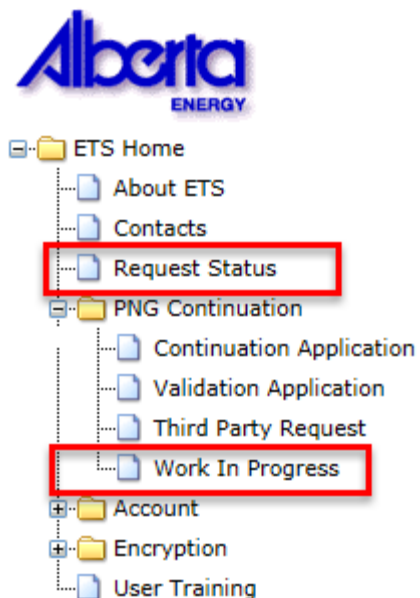 Alberta
ENERGY
ETS Home
About ETS
Contacts
Request Status
PNG Continuation
Continuation Application
Validation Application
Third Party Request
Work In Progress
Account
Encryption
User Training